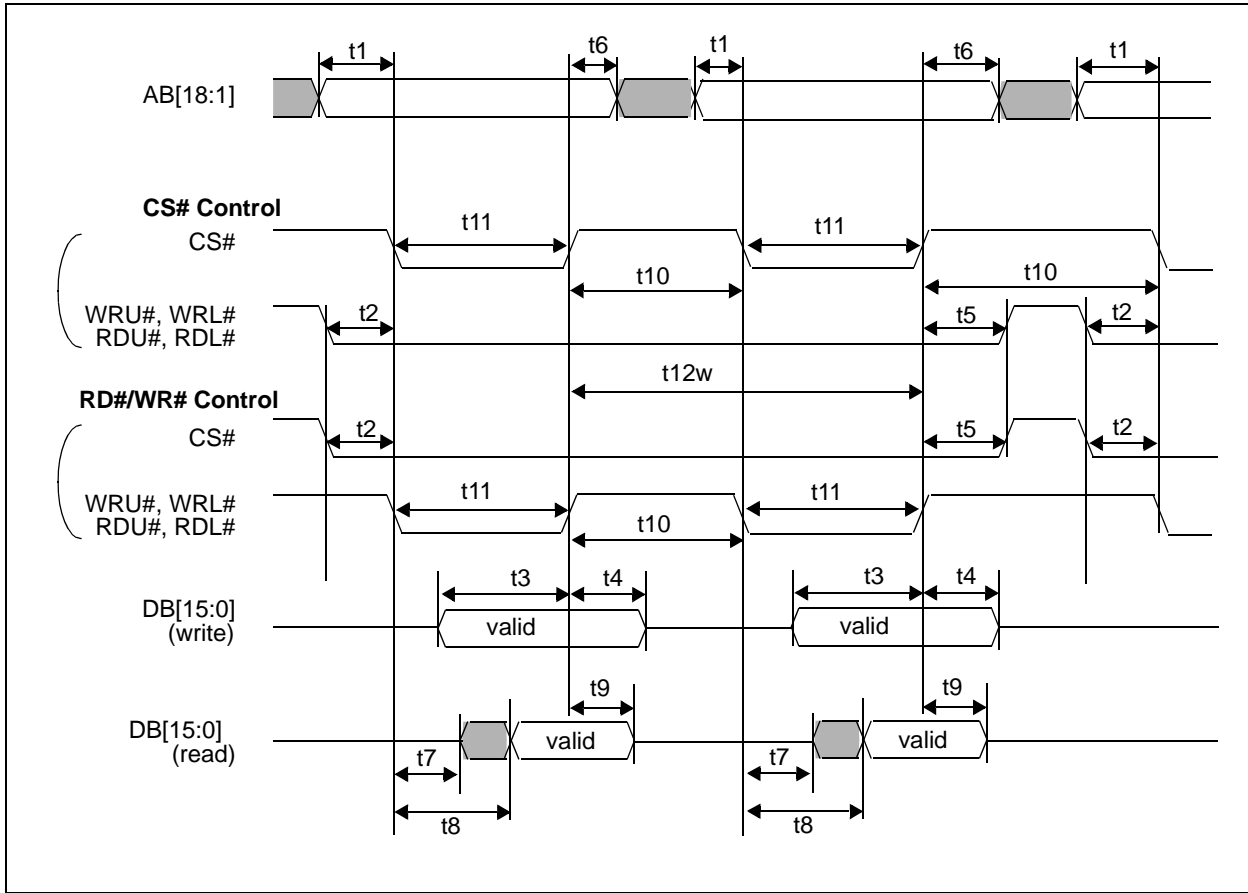 t1 t6 t1 t6 t1
AB[18:1]
CS# Control
CS#
t11 t11
t10 t10
WRU#, WRL#
RDU#, RDL#
t2 t5 t2
t12w
RD#/WR# Control
CS#
t2 t5 t2
WRU#, WRL#
RDU#, RDL#
t11 t11
t10
t3 t4 t3 t4
DB[15:0]
(write)
valid valid
t9 t9
DB[15:0]
(read)
valid valid
t7 t7
t8 t8